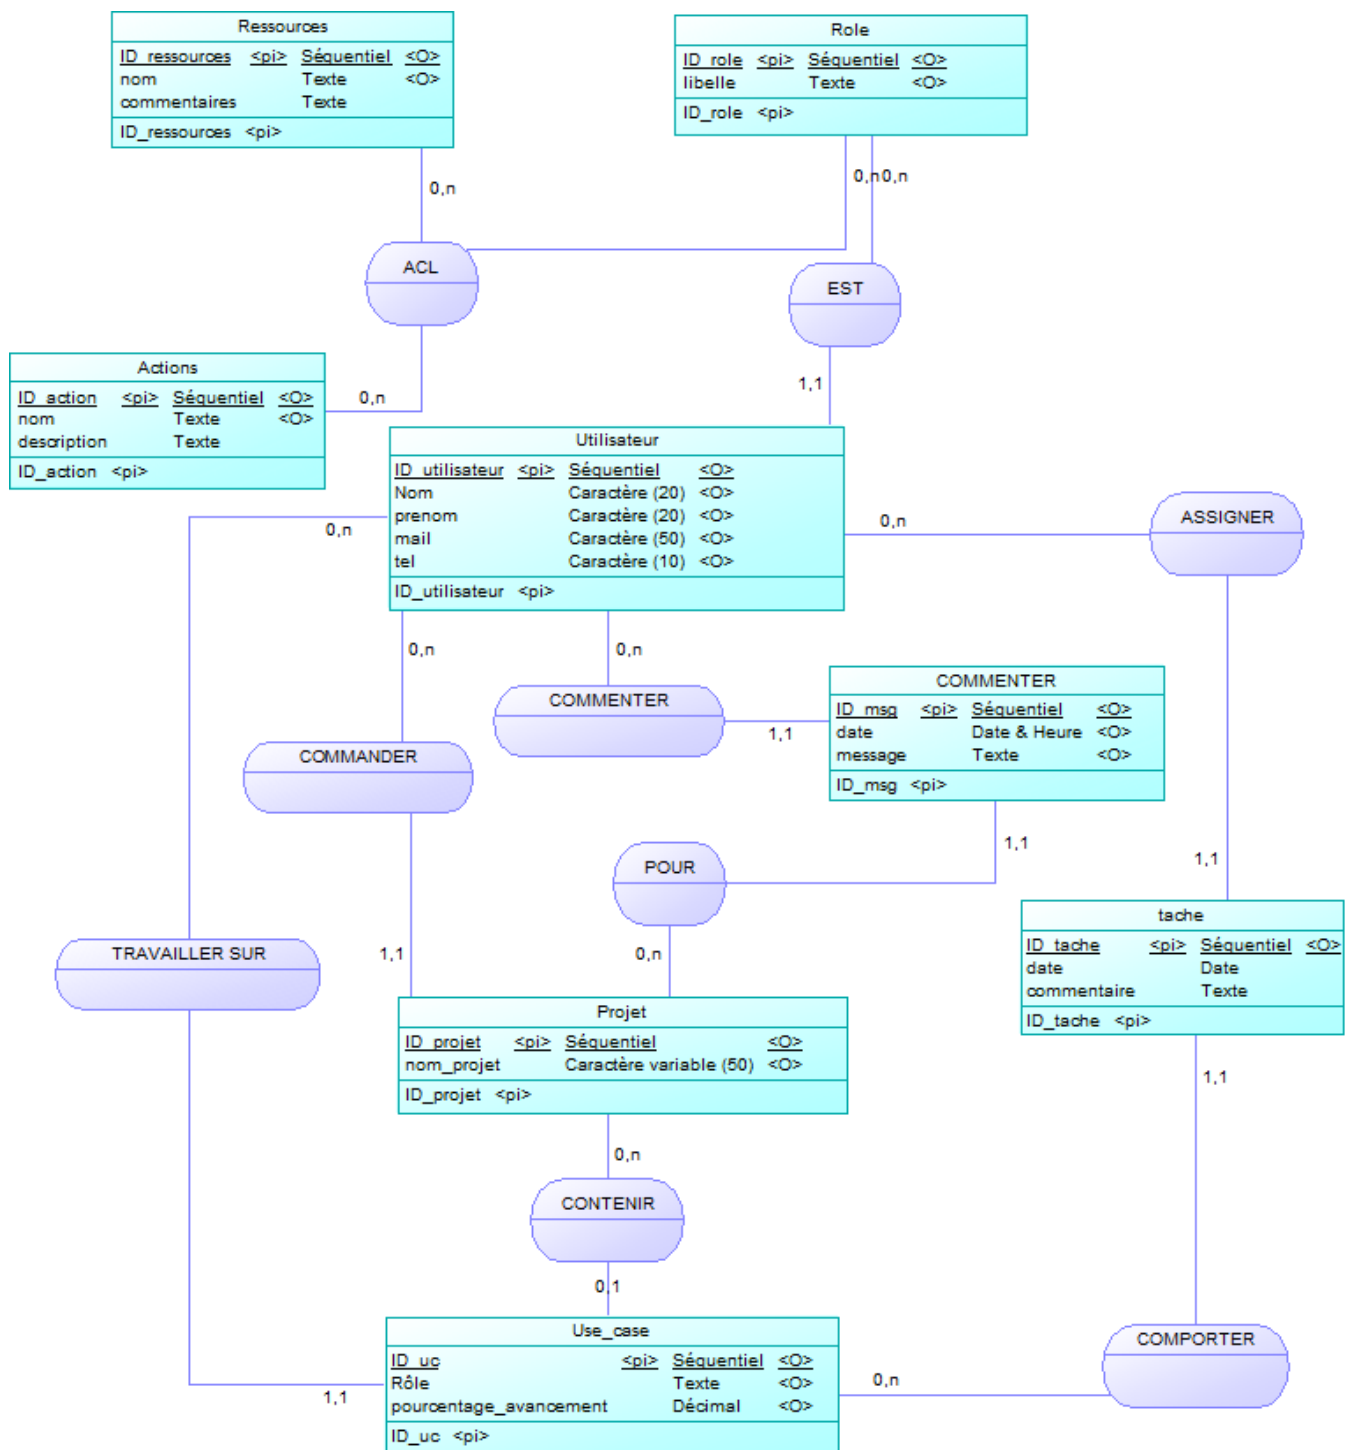 Ressources
ID_ressources <pi> Séquentiel <O>
nom Texte <O>
commentaires Texte
ID_ressources <pi>
Role
ID_role <pi> Séquentiel <O>
libelle Texte <O>
ID_role <pi>
0,n
0,n
0,n
ACL
EST
1,1
Actions
ID_action <pi> Séquentiel <O>
nom Texte <O>
description Texte
ID_action <pi>
0,n
Utilisateur
ID_utilisateur <pi> Séquentiel <O>
Nom Caractère (20) <O>
prenom Caractère (20) <O>
mail Caractère (50) <O>
tel Caractère (10) <O>
ID_utilisateur <pi>
0,n
0,n
ASSIGNER
0,n
0,n
COMMENTER
COMMENTER
ID_msg <pi> Séquentiel <O>
date Date & Heure <O>
message Texte <O>
ID_msg <pi>
1,1
COMMANDER
1,1
POUR
1,1
TRAVAILLER SUR
1,1
0,n
tache
ID_tache <pi> Séquentiel <O>
date Date
commentaire Texte
ID_tache <pi>
Projet
ID_projet <pi> Séquentiel <O>
nom_projet Caractère variable (50) <O>
ID_projet <pi>
1,1
0,n
CONTENIR
0,1
Use_case
ID_uc <pi> Séquentiel <O>
Rôle Texte <O>
pourcentage_avancement Décimal <O>
ID_uc <pi>
1,1
0,n
COMPORTER